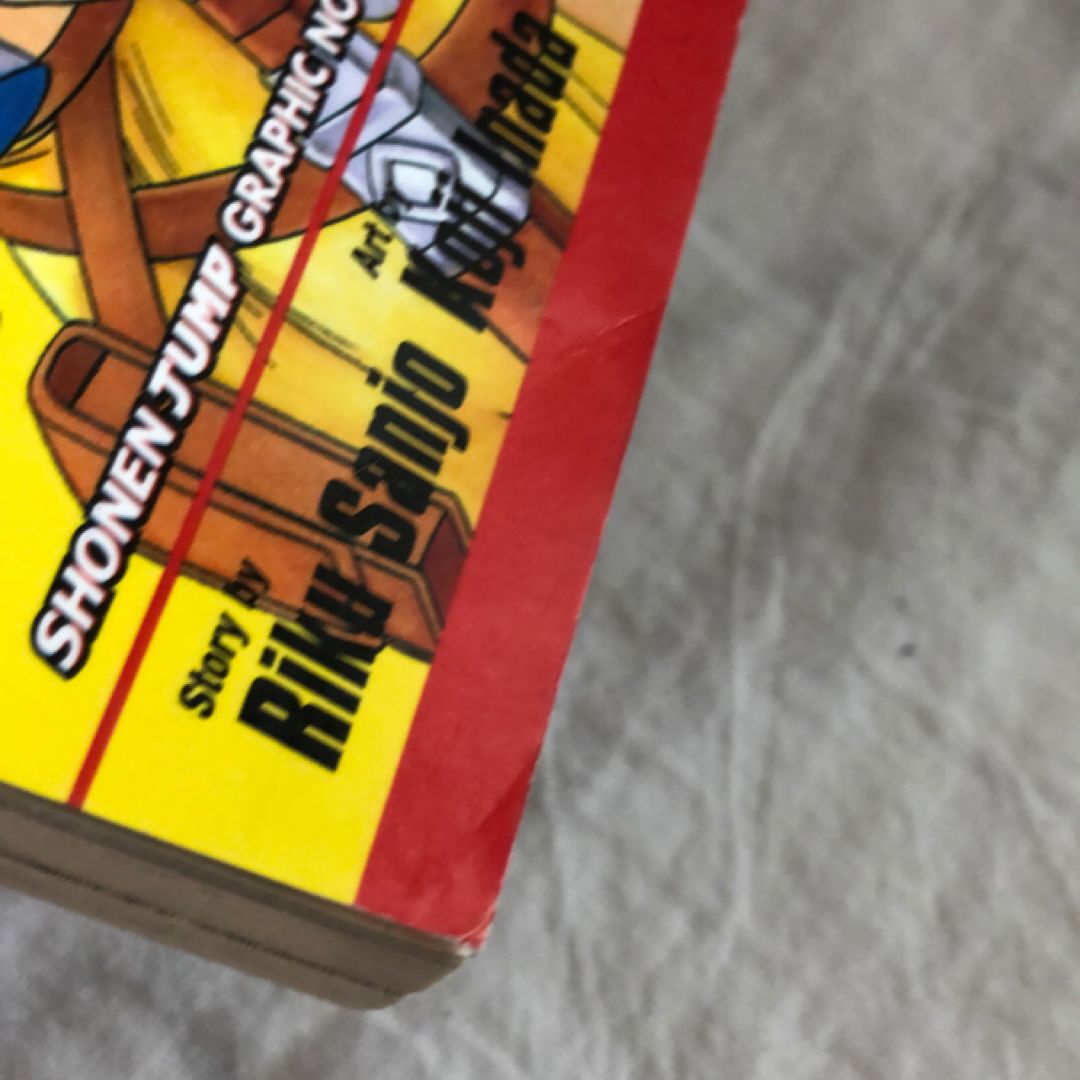 SHONEN JUMP GRAPHIC NO
Story by
Riku Sanjo
Art by
Koji Inada